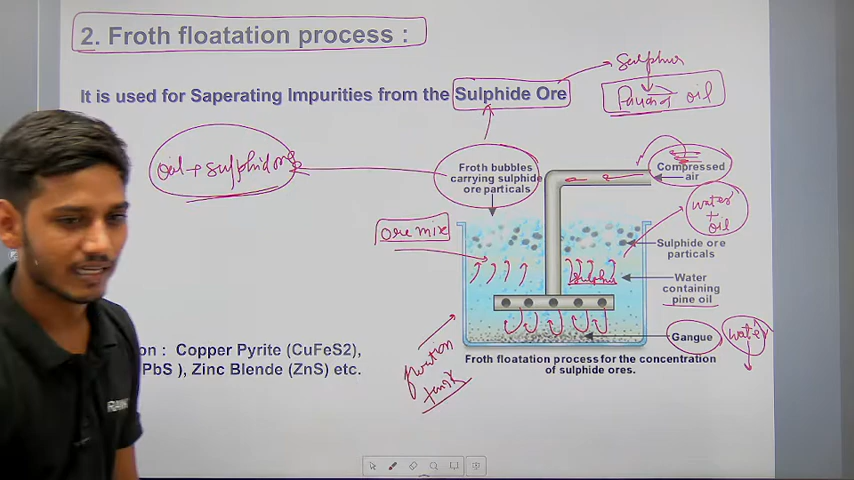 2. Froth floatation process :
It is used for Saperating Impurities from the Sulphide Ore
Sulphur
oil
oil + sulphid ore
Froth bubbles
carrying sulphide
ore particals
Compressed
air
water
+
oil
ore mix
Sulphide ore
particals
sulphur
Water
containing
pine oil
Gangue
water
tank
Froth floatation process for the concentration
of sulphide ores.
on : Copper Pyrite (CuFeS2),
PbS ), Zinc Blende (ZnS) etc.